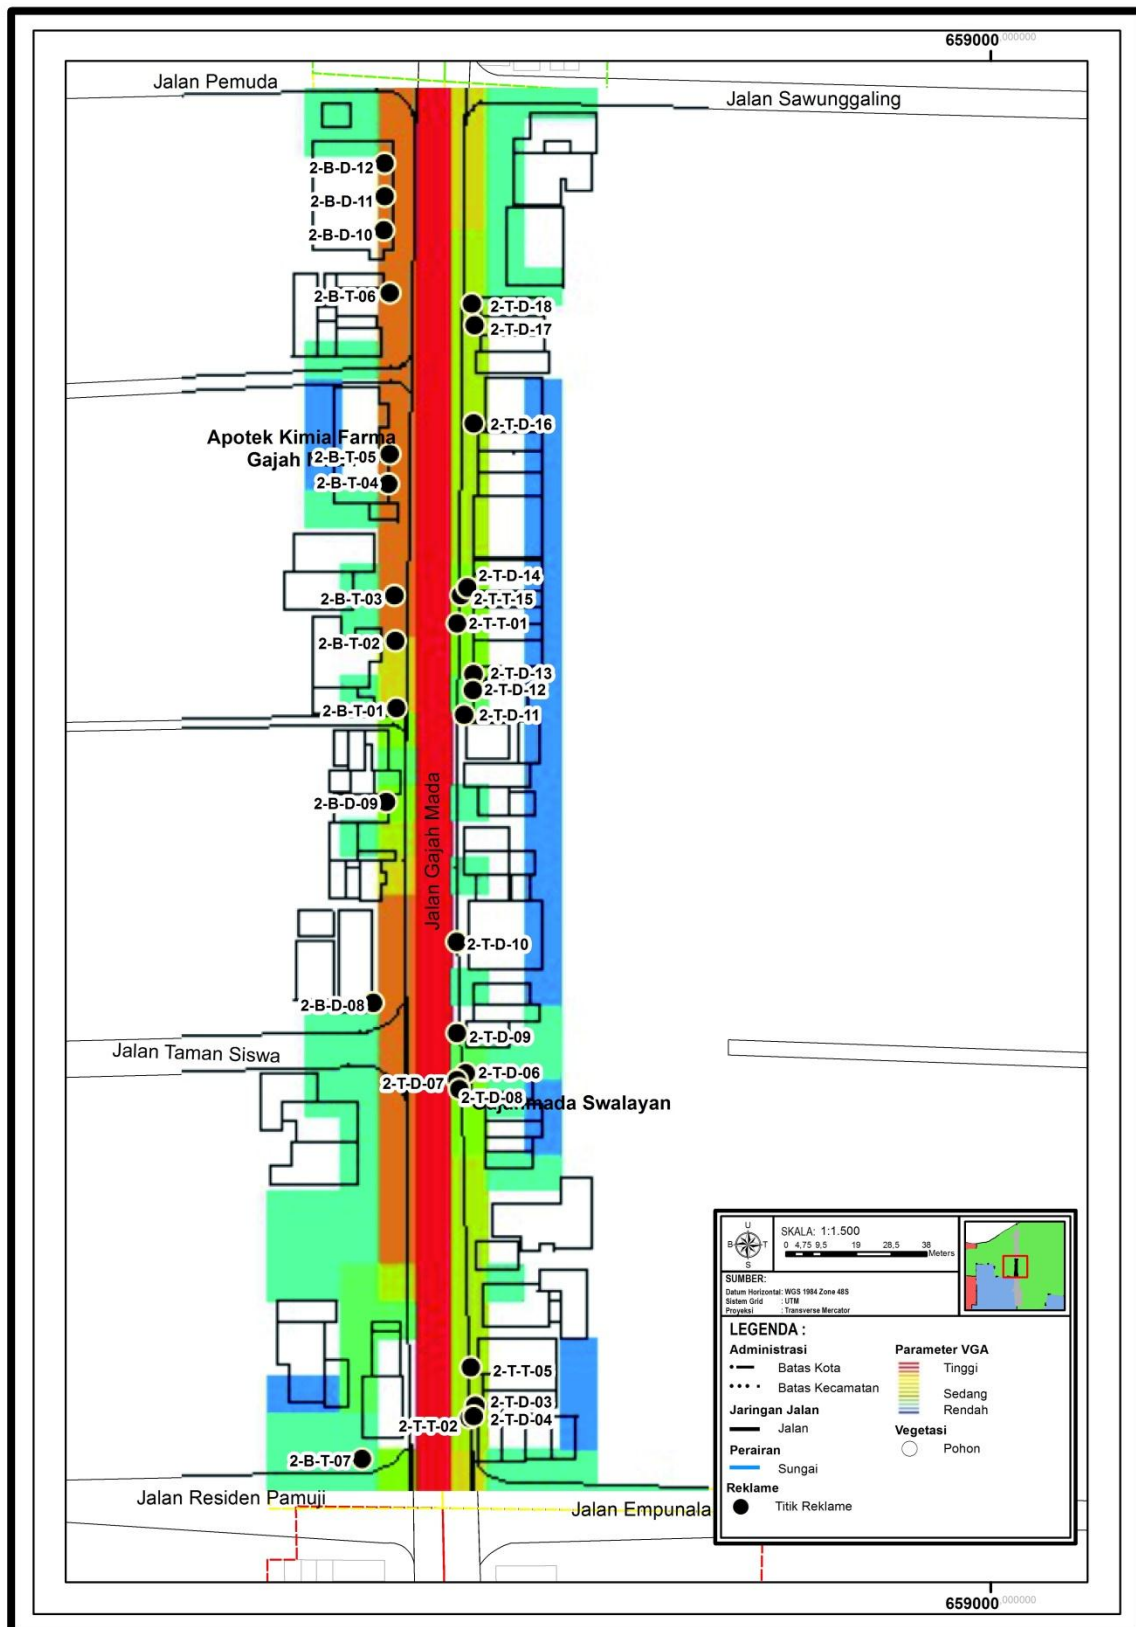 659000,000000
Jalan Pemuda
Jalan Sawunggaling
2-B-D-12
2-B-D-11
2-B-D-10
2-B-T-06
2-T-D-18
2-T-D-17
2-T-D-16
Apotek Kimia Farma
Gajah
2-B-T-05
2-B-T-04
2-T-D-14
2-B-T-03
2-T-T-15
2-T-T-01
2-B-T-02
2-T-D-13
2-T-D-12
2-B-T-01
2-T-D-11
2-B-D-09
Jalan Gajah Mada
2-T-D-10
2-B-D-08
2-T-D-09
Jalan Taman Siswa
2-T-D-06
2-T-D-07
2-T-D-08
Swalayan
2-T-T-05
2-T-D-03
2-T-D-04
2-T-T-02
2-B-T-07
Jalan Residen Pamuji
Jalan Empunala
U
B T
S
SKALA: 1:1.500
0 4,75 9,5 19 28,5 38
Meters
SUMBER:
Datum Horizontal: WGS 1984 Zone 48S
Sistem Grid : UTM
Proyeksi : Transverse Mercator
LEGENDA :
Administrasi
Batas Kota
Batas Kecamatan
Jaringan Jalan
Jalan
Perairan
Sungai
Reklame
Titik Reklame
Parameter VGA
Tinggi
Sedang
Rendah
Vegetasi
Pohon
659000,000000